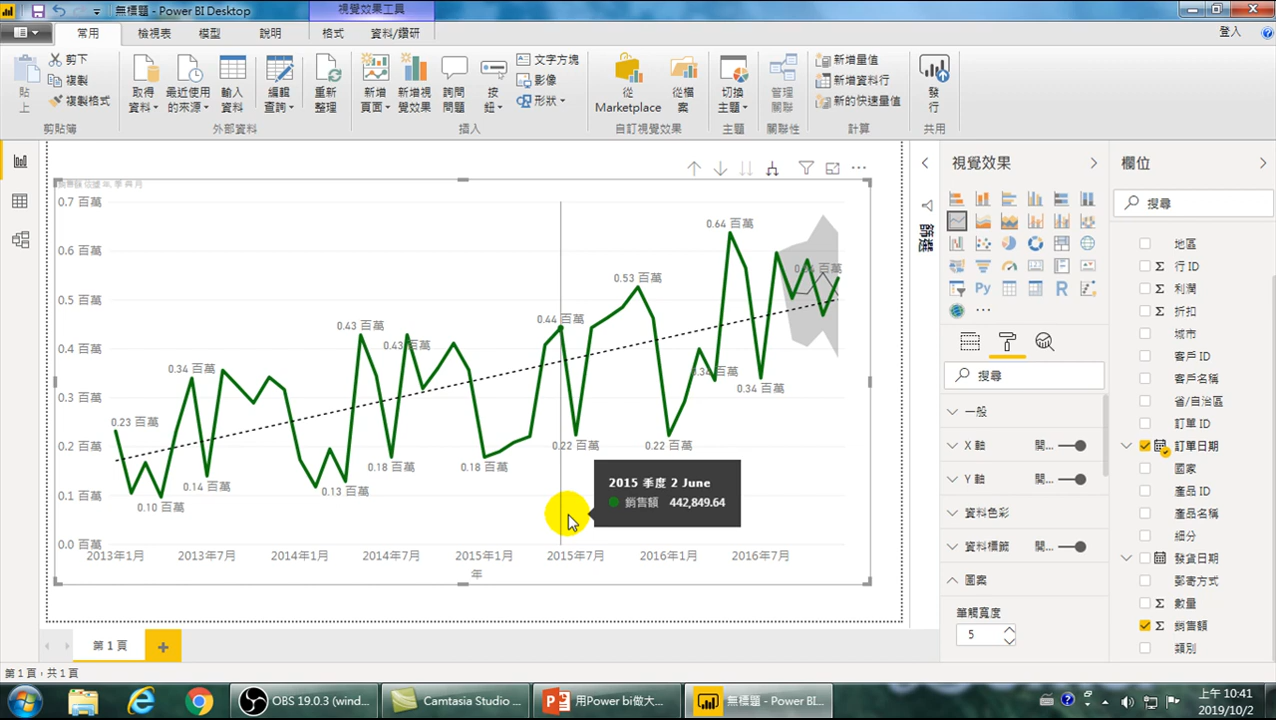 無標題 - Power BI Desktop
視覺效果工具
常用
檢視表
模型
說明
格式
資料/鑽研
登入
貼上
剪下
複製
複製格式
剪貼簿
取得資料
最近使用的來源
輸入資料
編輯查詢
重新整理
外部資料
新增頁面
新增視覺效果
詢問問題
按鈕
文字方塊
影像
形狀
插入
從 Marketplace
從檔案
自訂視覺效果
切換主題
主題
管理關聯
關聯性
新增量值
新增資料行
新的快速量值
計算
發行
共用
銷售額 依據 年, 季 與 月
0.7 百萬
0.6 百萬
0.5 百萬
0.4 百萬
0.3 百萬
0.2 百萬
0.1 百萬
0.0 百萬
0.23 百萬
0.10 百萬
0.34 百萬
0.14 百萬
0.13 百萬
0.43 百萬
0.18 百萬
0.43 百萬
0.18 百萬
0.44 百萬
0.22 百萬
0.53 百萬
0.22 百萬
0.34 百萬
0.64 百萬
0.34 百萬
2015 季度 2 June
銷售額 442,849.64
2013年1月
2013年7月
2014年1月
2014年7月
2015年1月
2015年7月
2016年1月
2016年7月
年
篩選
視覺效果
Py
R
搜尋
一般
X 軸
開...
Y 軸
開...
資料色彩
資料標籤
開...
圖案
筆觸寬度
5
欄位
搜尋
地區
行 ID
利潤
折扣
城市
客戶 ID
客戶名稱
省/自治區
訂單 ID
訂單日期
國家
產品 ID
產品名稱
細分
發貨日期
郵寄方式
數量
銷售額
類別
第 1 頁
第 1 頁，共 1 頁
OBS 19.0.3 (wind...
Camtasia Studio ...
用Power bi做大...
無標題 - Power BI...
上午 10:41
2019/10/2